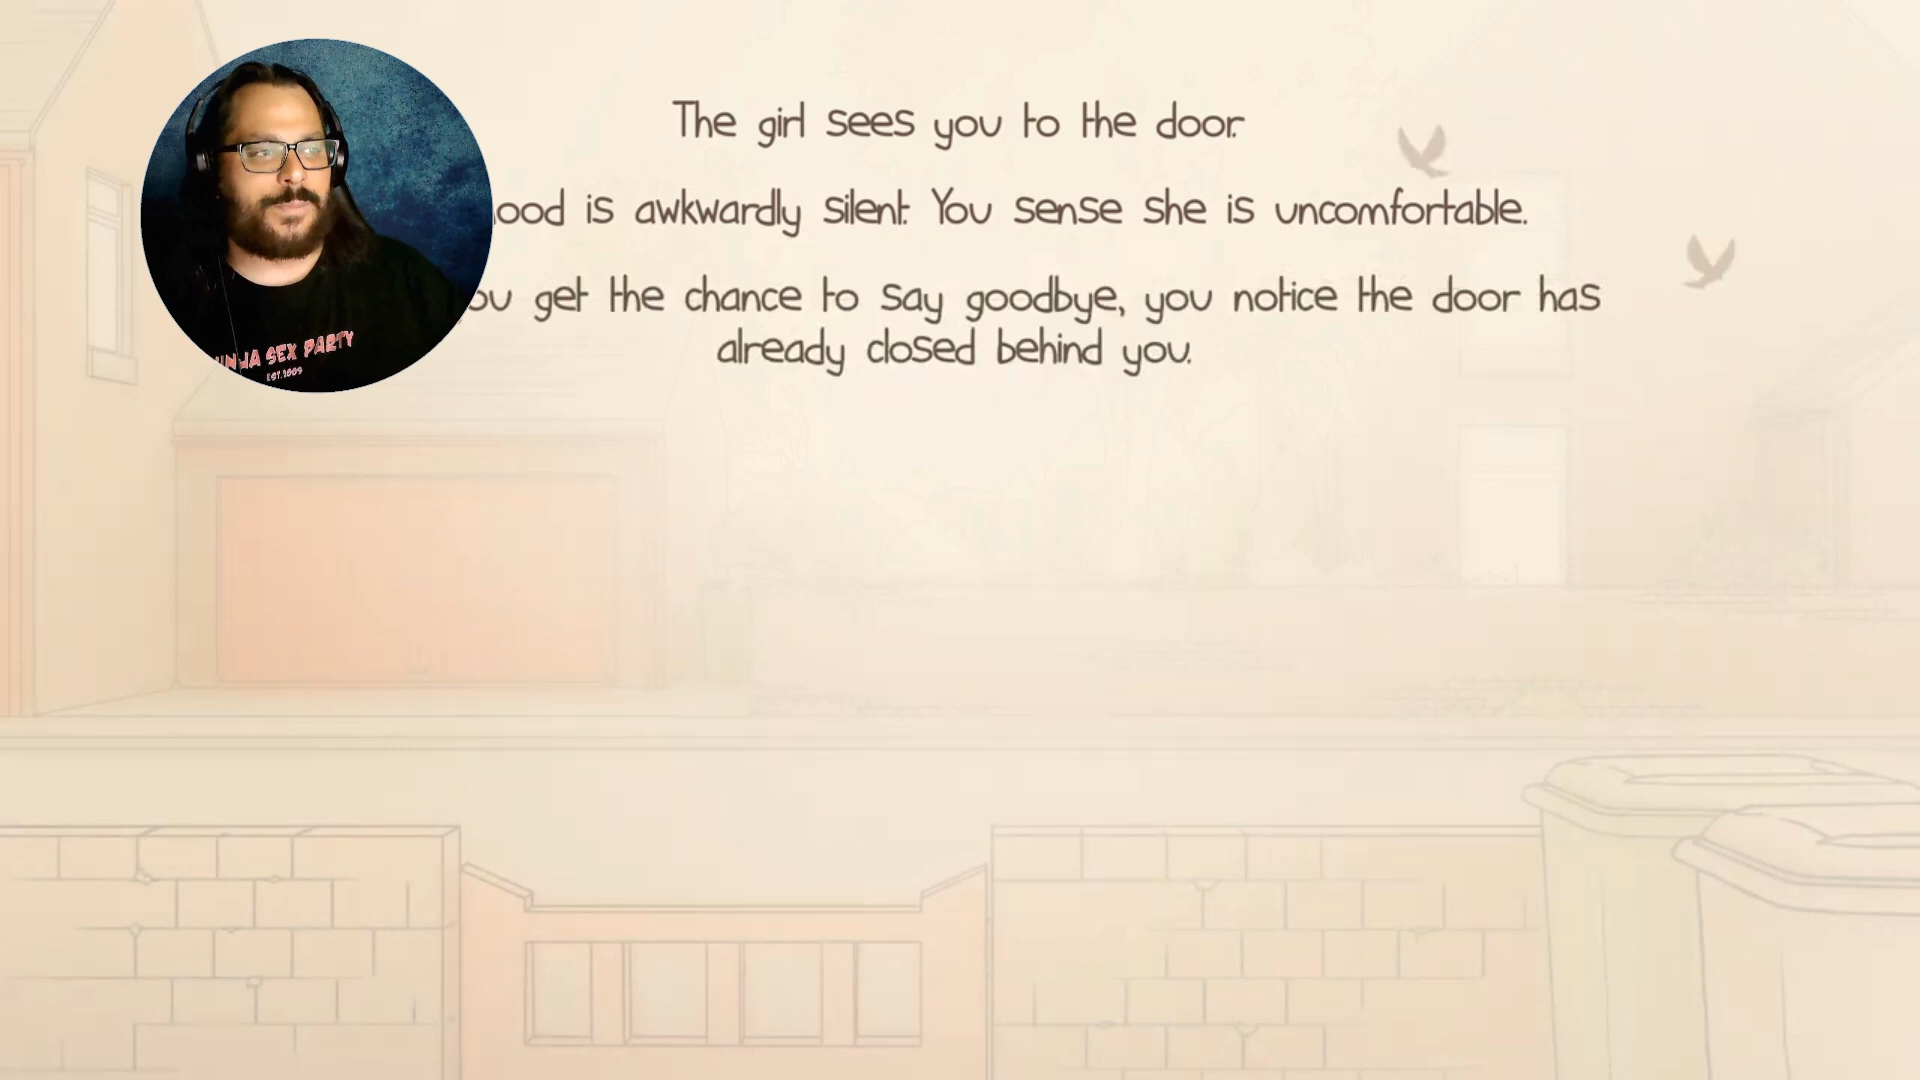 The girl sees you to the door.
ood is awkwardly silent. You sense she is uncomfortable.
ou get the chance to say goodbye, you notice the door has
already closed behind you.
NINJA SEX PARTY
EST.2009